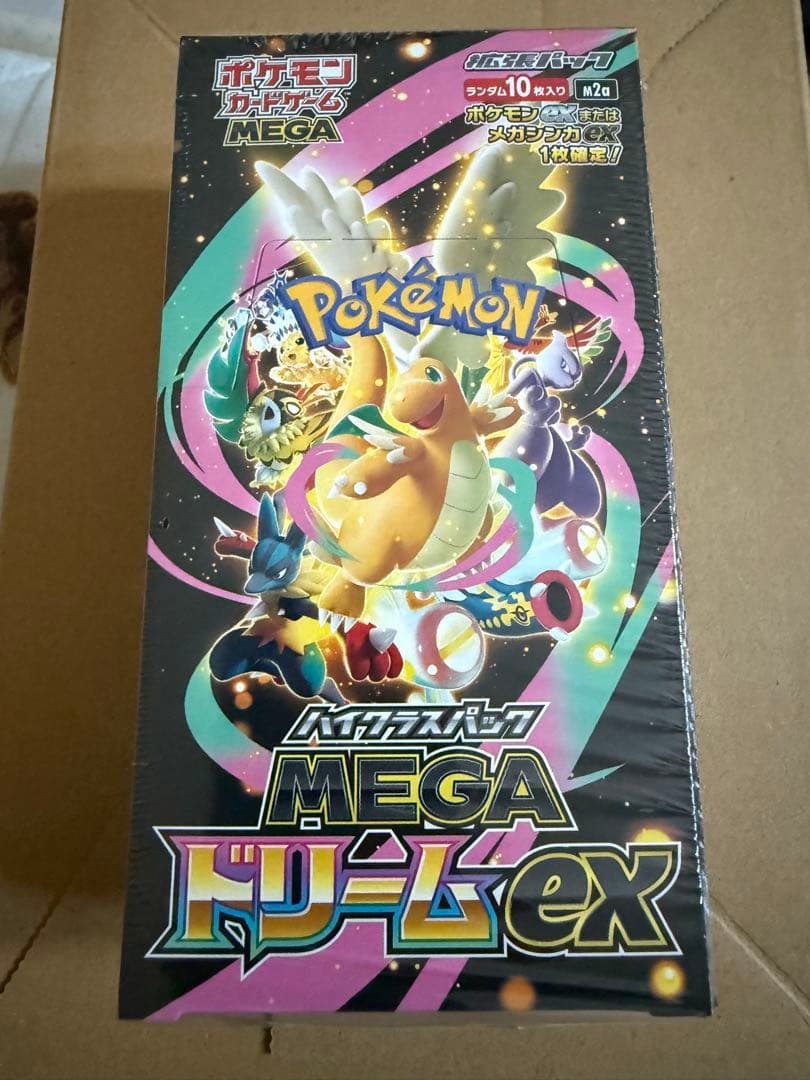 ポケモン
カードゲーム
MEGA
拡張パック
ランダム10枚入り M2a
ポケモンexまたは
メガシンカex
1枚確定!
POKéMON
ハイクラスパック
MEGA
ドリームex